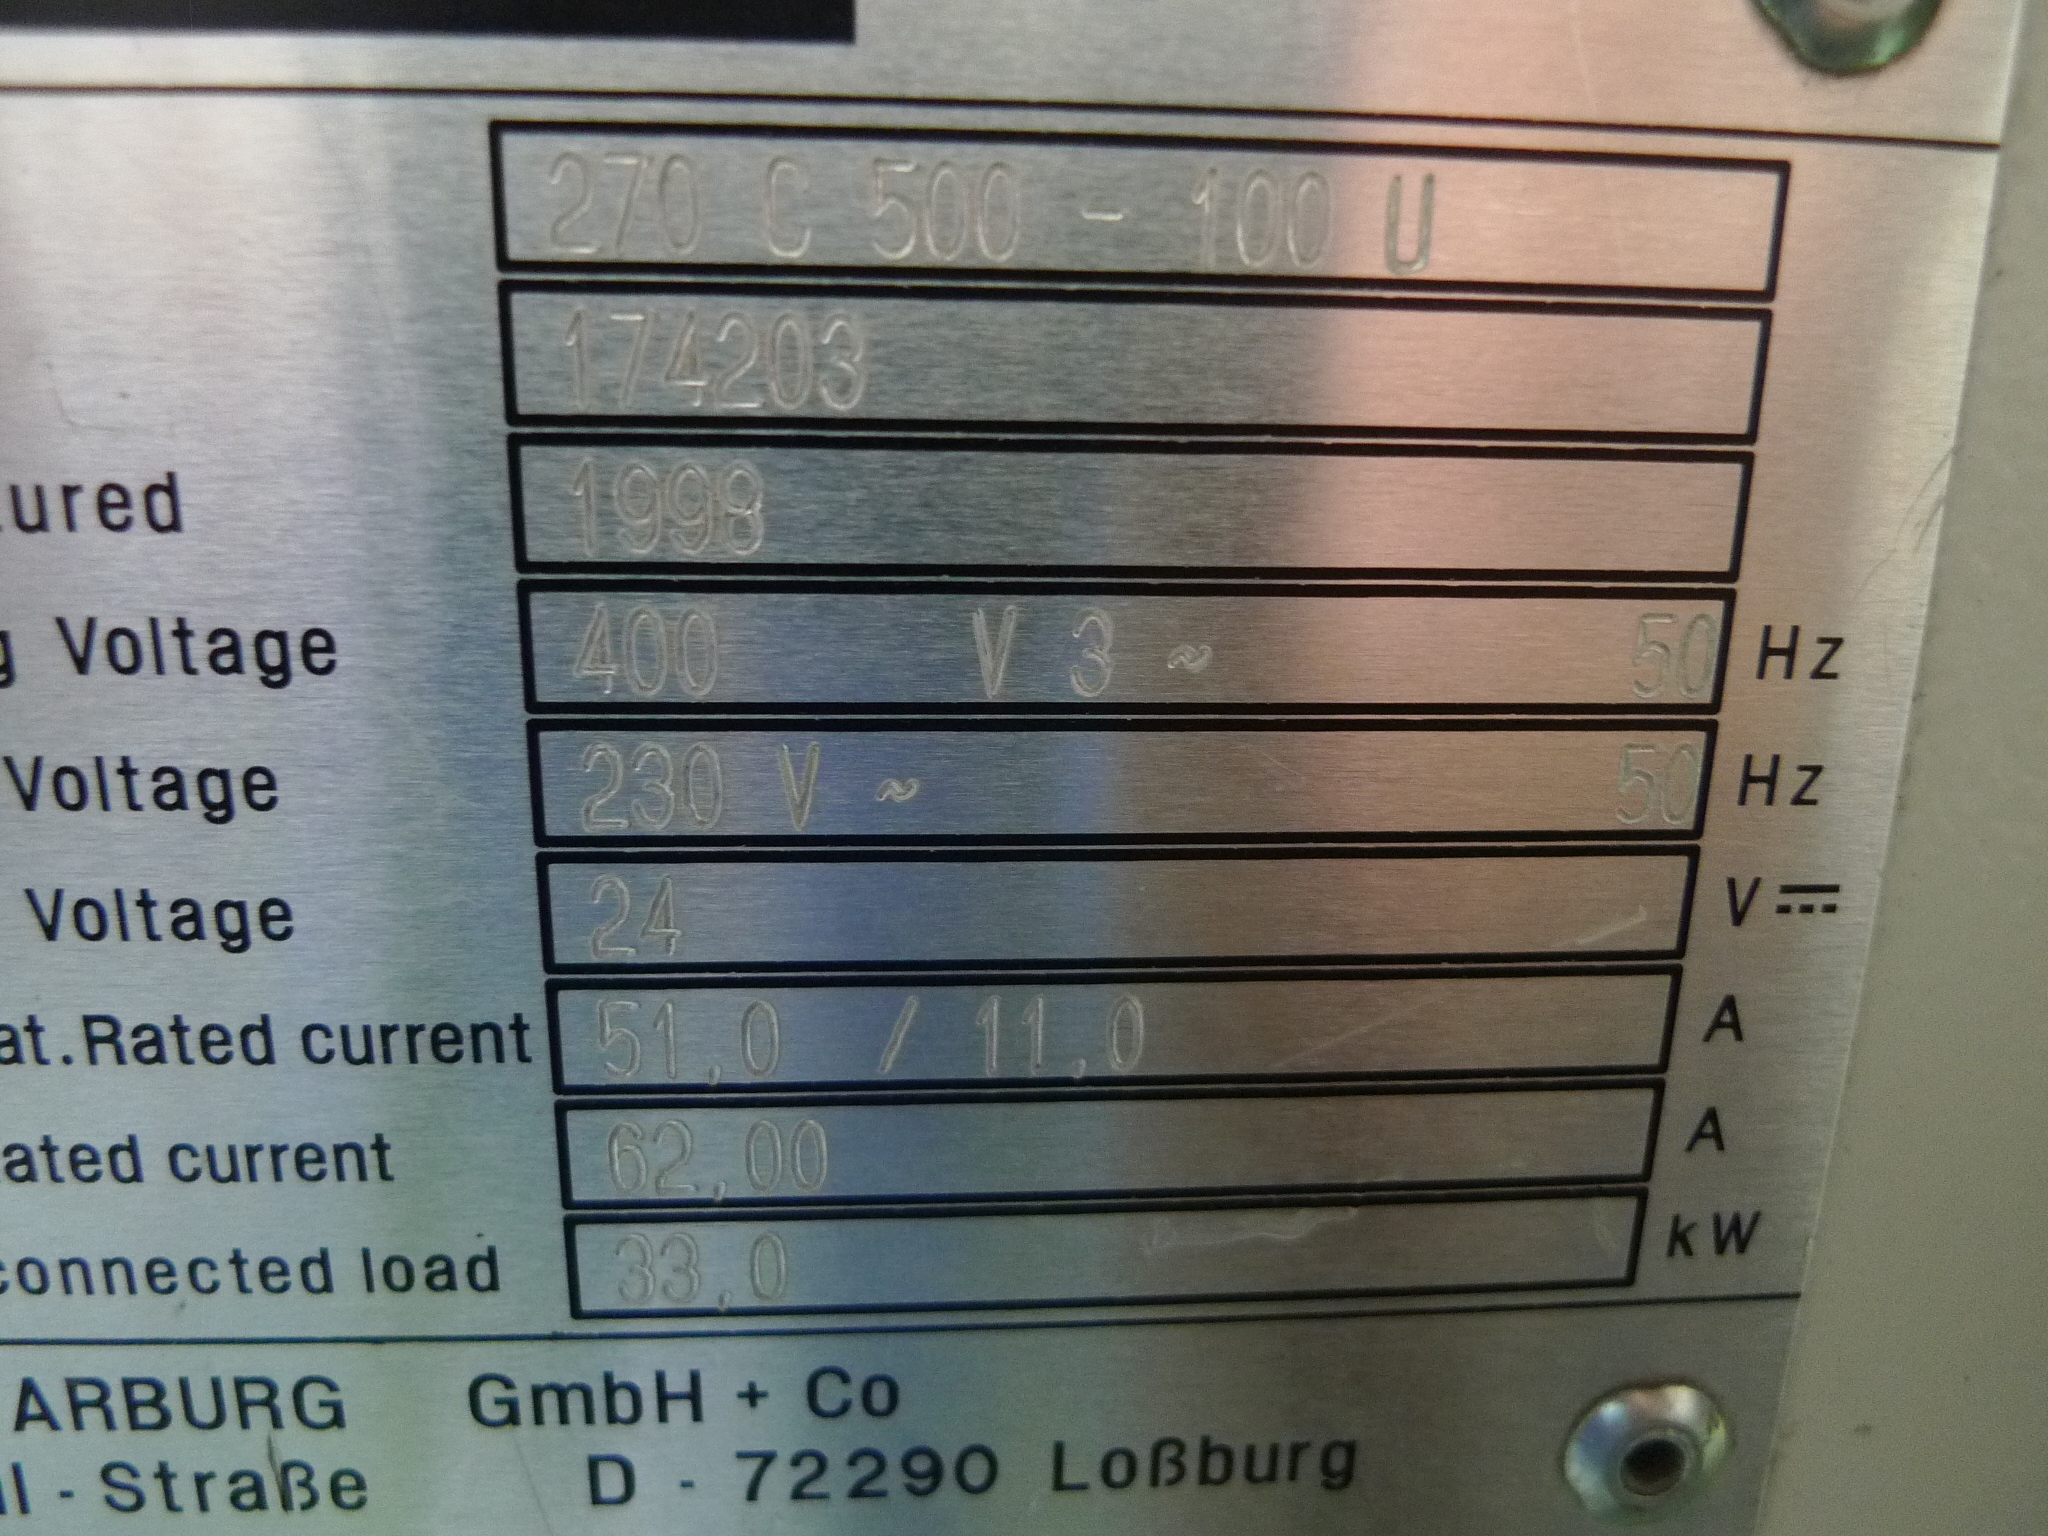 270 C 500 - 100 U
174203
ured 1998
g Voltage 400 V 3 ~ 50 Hz
Voltage 230 V ~ 50 Hz
Voltage 24 V ⎓
at. Rated current 51,0 / 11,0 A
ated current 62,00 A
connected load 33,0 kW
ARBURG GmbH + Co
l - Straße D - 72290 Loßburg